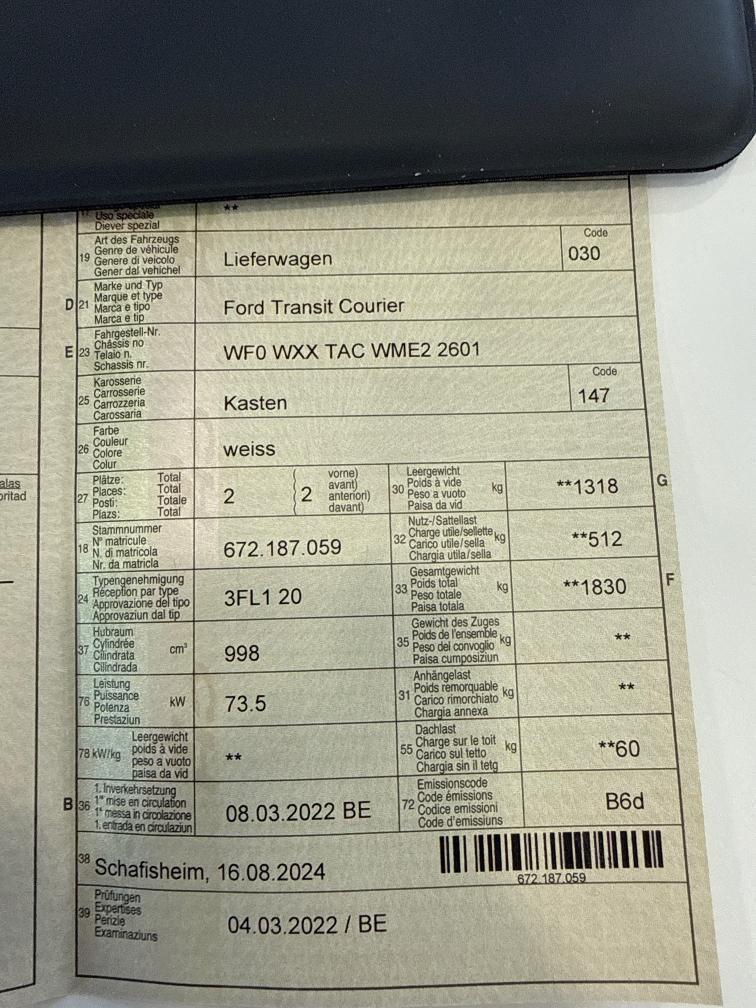 Uso speciale
**
Diever spezial
19 Art des Fahrzeugs
Genre de véhicule
Genere di veicolo
Gener dal vehichel
Lieferwagen
Code
030
D 21 Marke und Typ
Marque et type
Marca e tipo
Marca e tip
Ford Transit Courier
E 23 Fahrgestell-Nr.
Châssis no
Telaio n.
Schassis nr.
WF0 WXX TAC WME2 2601
25 Karosserie
Carrosserie
Carrozzeria
Carossaria
Kasten
Code
147
26 Farbe
Couleur
Colore
Colur
weiss
27 Plätze: Total
Places: Total
Posti: Totale
Plazs: Total
2
2 vorne)
avant)
anteriori)
davant)
30 Leergewicht
Poids à vide
Peso a vuoto
Paisa da vid
kg
**1318
G
18 Stammnummer
N° matricule
N. di matricola
Nr. da matricla
672.187.059
32 Nutz-/Sattellast
Charge utile/sellette
Carico utile/sella
Chargia utila/sella
kg
**512
24 Typengenehmigung
Réception par type
Approvazione del tipo
Approvaziun dal tip
3FL1 20
33 Gesamtgewicht
Poids total
Peso totale
Paisa totala
kg
**1830
F
37 Hubraum
Cylindrée
Cilindrata
Cilindrada
cm³
998
35 Gewicht des Zuges
Poids de l'ensemble
Peso del convoglio
Paisa cumposiziun
kg
**
76 Leistung
Puissance
Potenza
Prestaziun
kW
73.5
31 Anhängelast
Poids remorquable
Carico rimorchiato
Chargia annexa
kg
**
78 kW/kg
Leergewicht
poids à vide
peso a vuoto
paisa da vid
**
55 Dachlast
Charge sur le toit
Carico sul tetto
Chargia sin il tetg
kg
**60
B 36 1. Inverkehrsetzung
1re mise en circulation
1a messa in circolazione
1. entrada en circulaziun
08.03.2022 BE
72 Emissionscode
Code émissions
Codice emissioni
Code d'emissiuns
B6d
38 Schafisheim, 16.08.2024
672.187.059
39 Prüfungen
Expertises
Perizie
Examinaziuns
04.03.2022 / BE